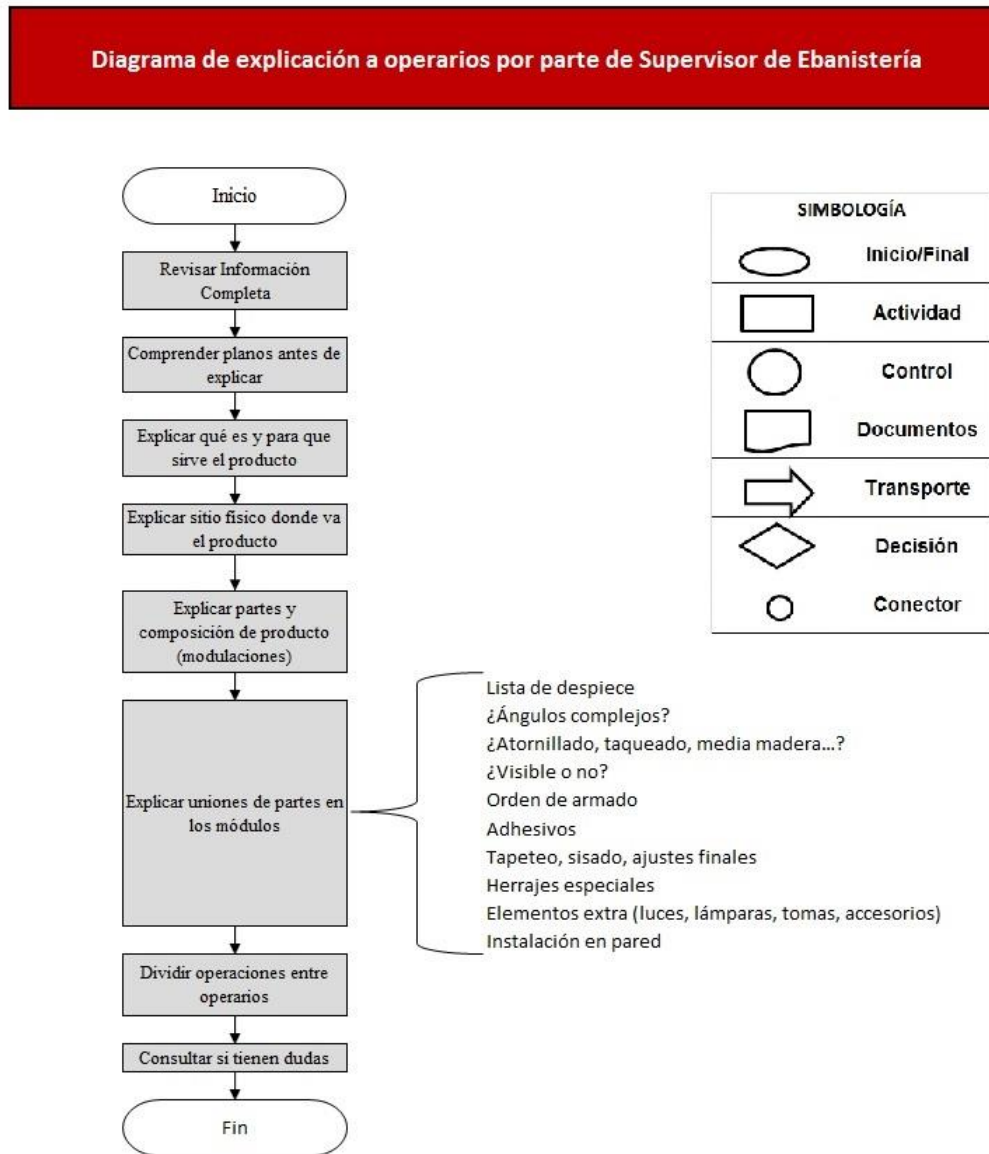 Diagrama de explicación a operarios por parte de Supervisor de Ebanistería
Inicio
Revisar Información
Completa
Comprender planos antes de
explicar
Explicar qué es y para que
sirve el producto
Explicar sitio físico donde va
el producto
Explicar partes y
composición de producto
(modulaciones)
Explicar uniones de partes en
los módulos
Lista de despiece
¿Ángulos complejos?
¿Atornillado, taqueado, media madera...?
¿Visible o no?
Orden de armado
Adhesivos
Tapeteo, sisado, ajustes finales
Herrajes especiales
Elementos extra (luces, lámparas, tomas, accesorios)
Instalación en pared
Dividir operaciones entre
operarios
Consultar si tienen dudas
Fin
SIMBOLOGÍA
Inicio/Final
Actividad
Control
Documentos
Transporte
Decisión
Conector